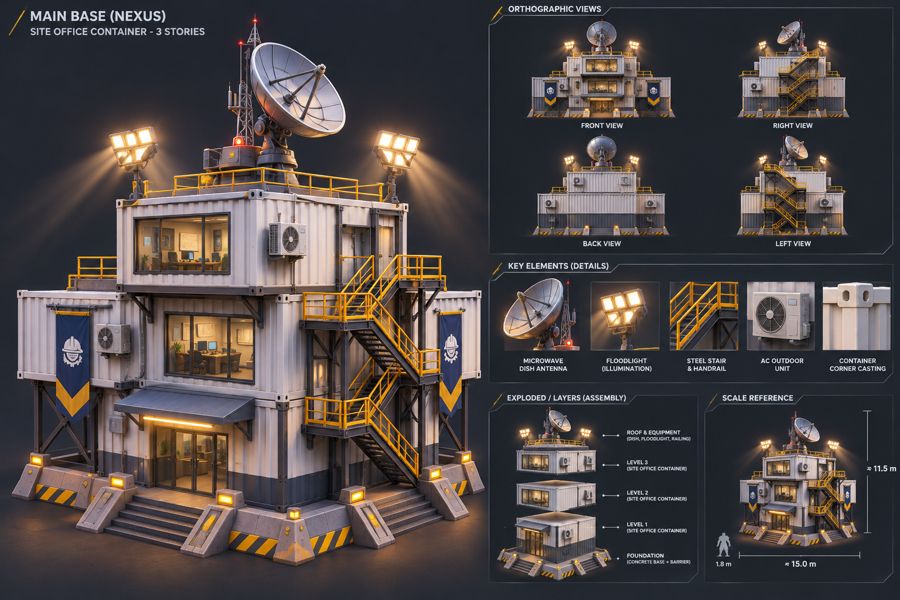 MAIN BASE (NEXUS)
SITE OFFICE CONTAINER - 3 STORIES
ORTHOGRAPHIC VIEWS
FRONT VIEW
RIGHT VIEW
BACK VIEW
LEFT VIEW
KEY ELEMENTS (DETAILS)
MICROWAVE
DISH ANTENNA
FLOODLIGHT
(ILLUMINATION)
STEEL STAIR
& HANDRAIL
AC OUTDOOR
UNIT
CONTAINER
CORNER CASTING
EXPLODED / LAYERS (ASSEMBLY)
ROOF & EQUIPMENT
(DISH, FLOODLIGHT, RAILING)
LEVEL 3
(SITE OFFICE CONTAINER)
LEVEL 2
(SITE OFFICE CONTAINER)
LEVEL 1
(SITE OFFICE CONTAINER)
FOUNDATION
(CONCRETE BASE + BARRIER)
SCALE REFERENCE
≈ 11.5 m
1.8 m
≈ 15.0 m